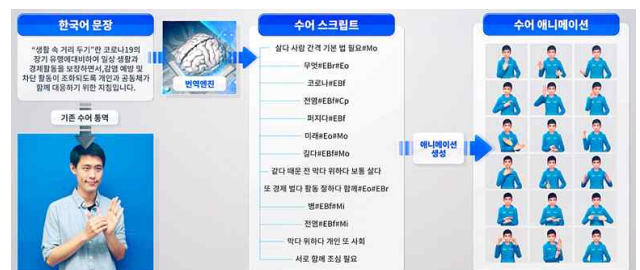 한국어 문장
"생활 속 거리 두기"란 코로나19의
장기 유행에대비하여 일상 생활과
경제활동을 보장하면서,감염 예방 및
차단 활동이 조화되도록 개인과 공동체가
함께 대응하기 위한 지침입니다.
기존 수어 통역
번역엔진
수어 스크립트
살다 사람 간격 기본 법 필요#Mo
무엇#EBr#Eo
코로나#EBf
전염#EBf#Cp
퍼지다#EBf
미래#Eo#Mo
길다#EBf#Mo
같다 때문 전 막다 위하다 보통 살다
또 경제 벌다 활동 잘하다 함께#Eo#EBr
병#EBf#Mi
전염#EBf#Mi
막다 위하다 개인 또 사회
서로 함께 조심 필요
애니메이션
생성
수어 애니메이션